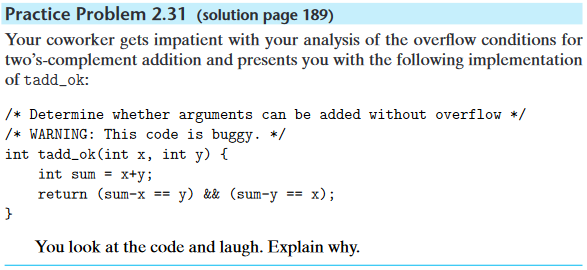 Practice Problem 2.31 (solution page 189)
Your coworker gets impatient with your analysis of the overflow conditions for
two's-complement addition and presents you with the following implementation
of tadd_ok:
/* Determine whether arguments can be added without overflow */
/* WARNING: This code is buggy. */
int tadd_ok(int x, int y) {
    int sum = x+y;
    return (sum-x == y) && (sum-y == x);
}
You look at the code and laugh. Explain why.